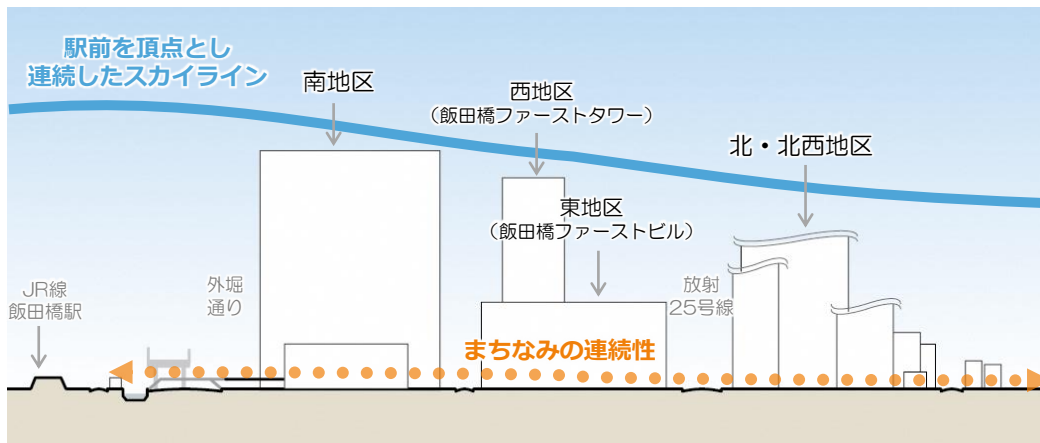 駅前を頂点とし
連続したスカイライン
南地区
西地区
（飯田橋ファーストタワー）
北・北西地区
東地区
（飯田橋ファーストビル）
外堀
通り
放射
25号線
JR線
飯田橋駅
まちなみの連続性